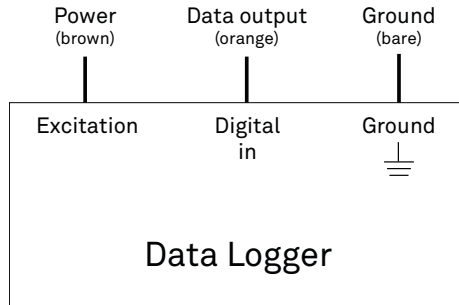 Power Data output Ground
(brown) (orange) (bare)
Excitation Digital in Ground
Data Logger